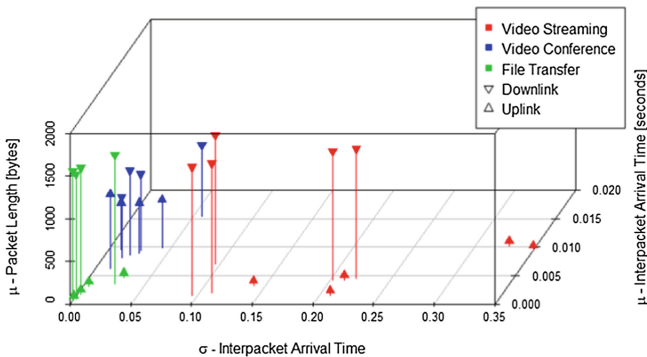 Video Streaming
Video Conference
File Transfer
Downlink
Uplink
μ - Packet Length [bytes]
2000
1500
1000
500
0
0.00
0.05
0.10
0.15
0.20
0.25
0.30
0.35
σ - Interpacket Arrival Time
0.020
0.015
0.010
0.005
0.000
μ - Interpacket Arrival Time [seconds]